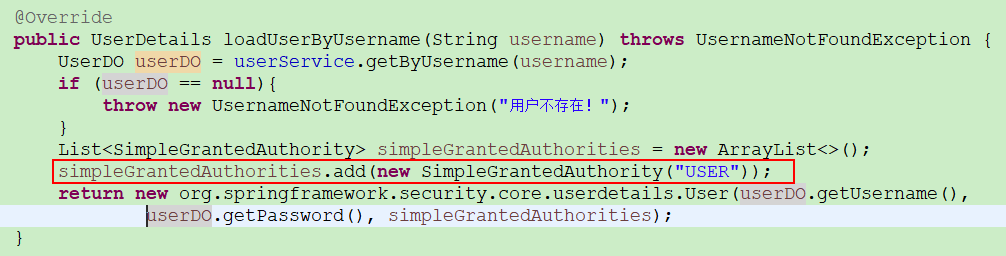 @Override
public UserDetails loadUserByUsername(String username) throws UsernameNotFoundException {
    UserDO userDO = userService.getByUsername(username);
    if (userDO == null){
        throw new UsernameNotFoundException("用户不存在！");
    }
    List<SimpleGrantedAuthority> simpleGrantedAuthorities = new ArrayList<>();
    simpleGrantedAuthorities.add(new SimpleGrantedAuthority("USER"));
    return new org.springframework.security.core.userdetails.User(userDO.getUsername(),
            userDO.getPassword(), simpleGrantedAuthorities);
}